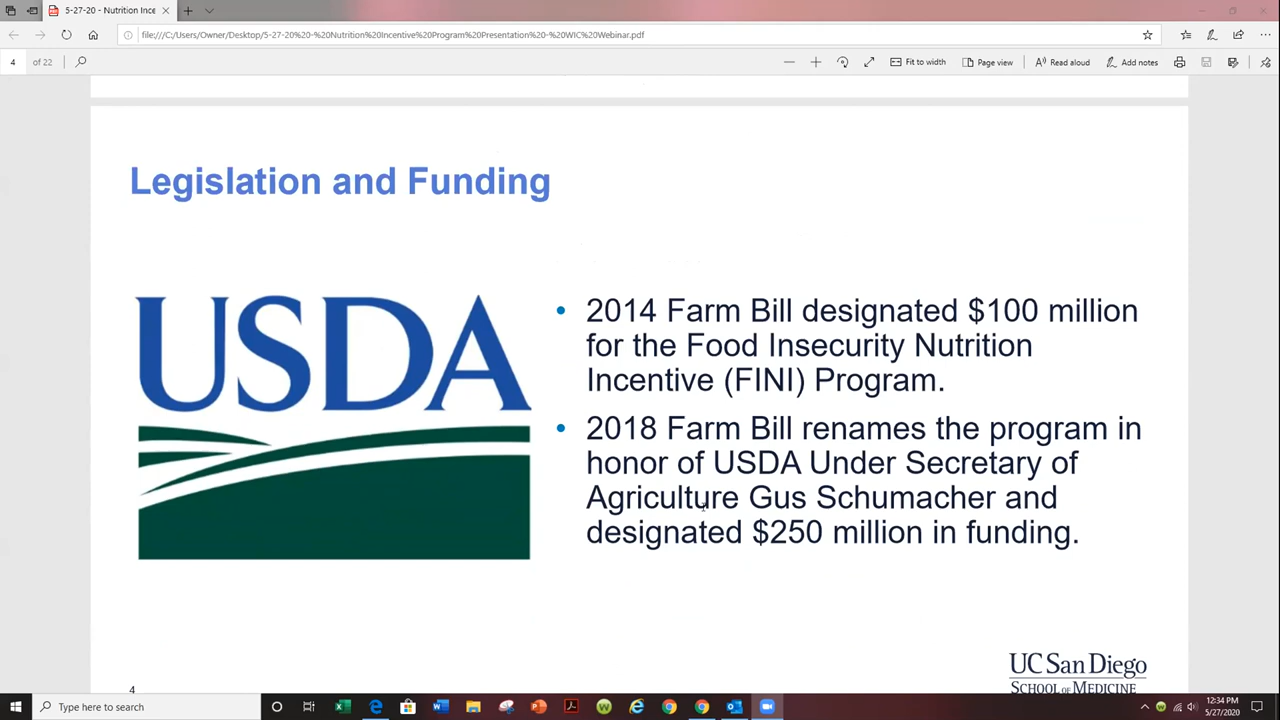 5-27-20 - Nutrition Ince
file:///C:/Users/Owner/Desktop/5-27-20%20-%20Nutrition%20Incentive%20Program%20Presentation%20-%20WIC%20Webinar.pdf
4 of 22
Fit to width
Page view
Read aloud
Add notes
Legislation and Funding
USDA
• 2014 Farm Bill designated $100 million
for the Food Insecurity Nutrition
Incentive (FINI) Program.
• 2018 Farm Bill renames the program in
honor of USDA Under Secretary of
Agriculture Gus Schumacher and
designated $250 million in funding.
UC San Diego
SCHOOL OF MEDICINE
4
Type here to search
12:34 PM
5/27/2020